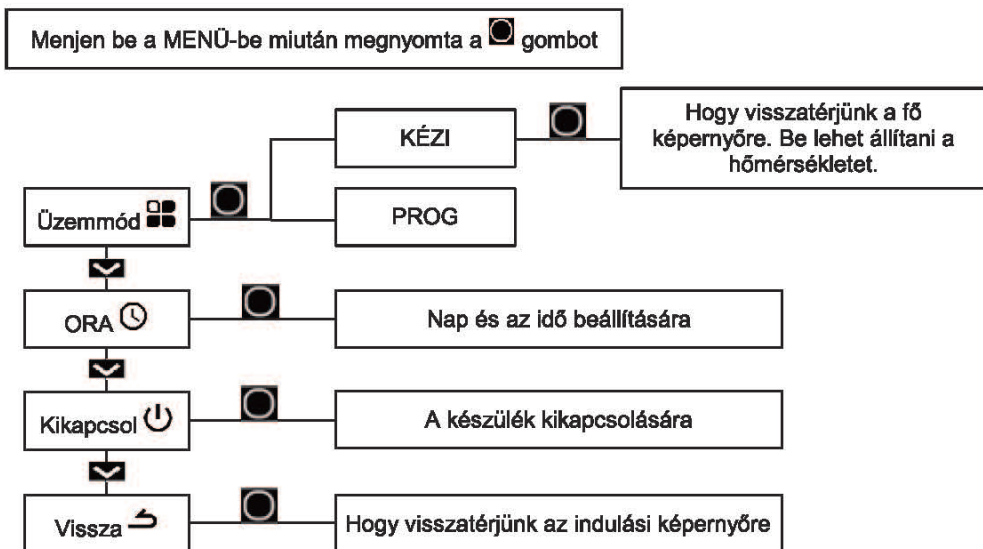 Menjen be a MENÜ-be miután megnyomta a gombot
KÉZI
Hogy visszatérjünk a fő
képernyőre. Be lehet állítani a
hőmérsékletet.
Üzemmód
PROG
ORA
Nap és az idő beállítására
Kikapcsol
A készülék kikapcsolására
Vissza
Hogy visszatérjünk az indulási képernyőre